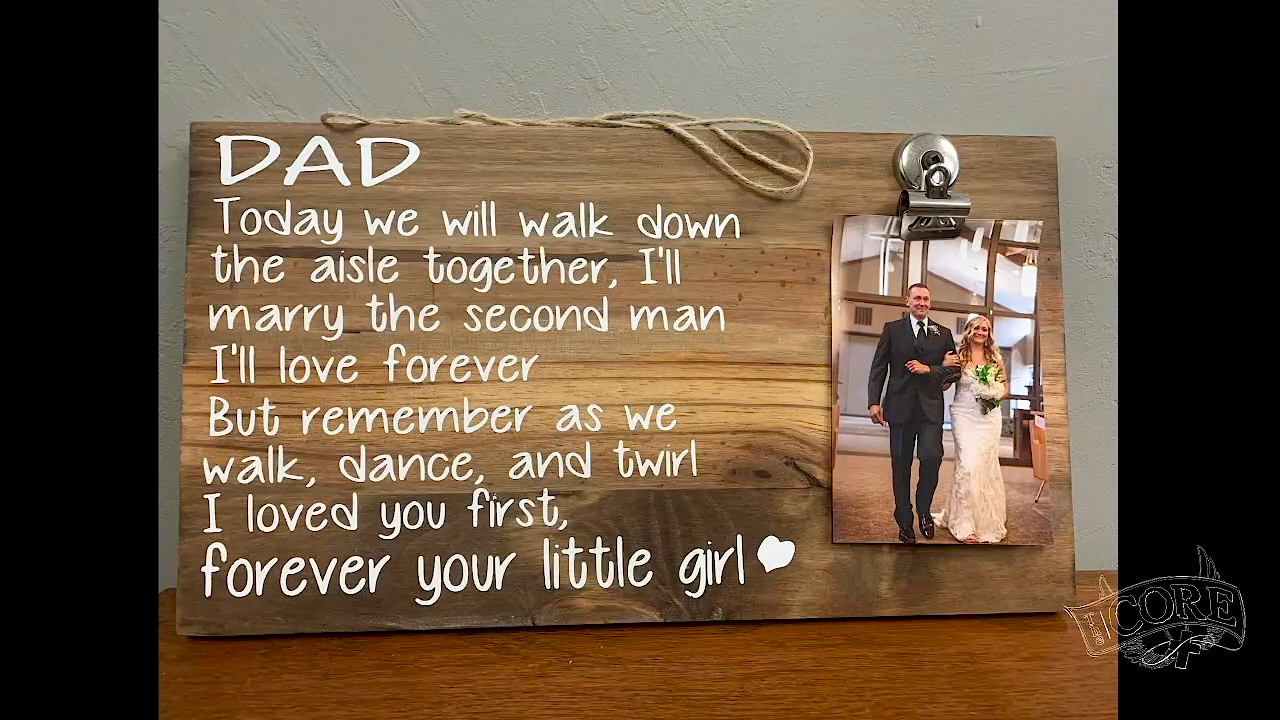 DAD
Today we will walk down
the aisle together, I'll
marry the second man
I'll love forever
But remember as we
walk, dance, and twirl
I loved you first,
forever your little girl
CORE